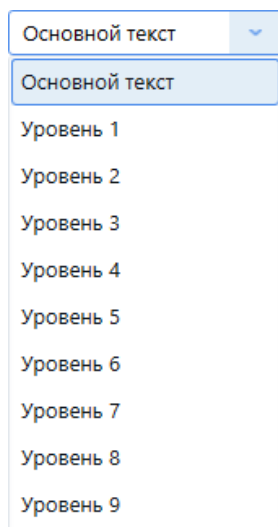 Основной текст
Основной текст
Уровень 1
Уровень 2
Уровень 3
Уровень 4
Уровень 5
Уровень 6
Уровень 7
Уровень 8
Уровень 9